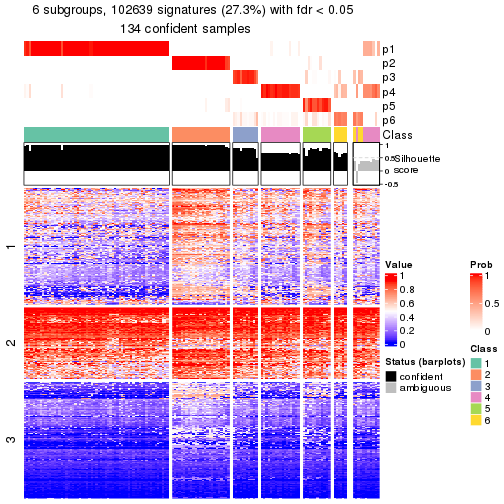 6 subgroups, 102639 signatures (27.3%) with fdr < 0.05
134 confident samples
p1
p2
p3
p4
p5
p6
Class
1
0.5
0
-0.5
Silhouette
score
1
2
3
Value
1
0.8
0.6
0.4
0.2
0
Prob
1
0.5
0
Status (barplots)
confident
ambiguous
Class
1
2
3
4
5
6